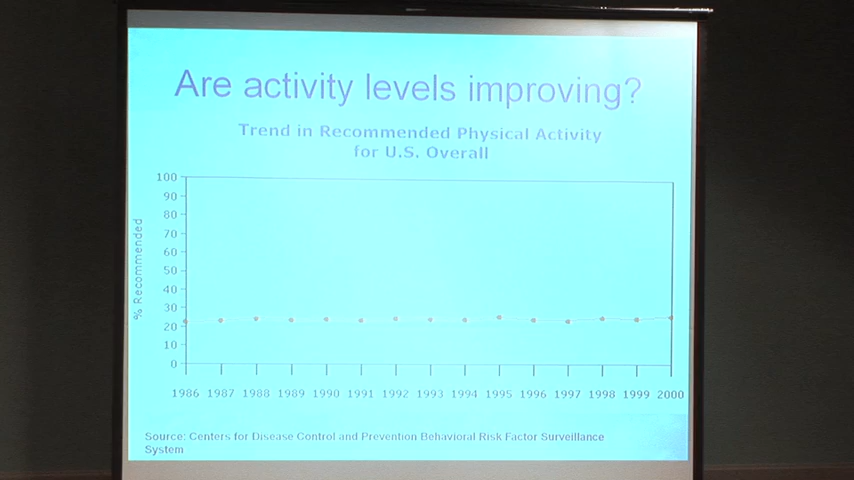 Are activity levels improving?
Trend in Recommended Physical Activity
for U.S. Overall
% Recommended
100
90
80
70
60
50
40
30
20
10
0
1986 1987 1988 1989 1990 1991 1992 1993 1994 1995 1996 1997 1998 1999 2000
Source: Centers for Disease Control and Prevention Behavioral Risk Factor Surveillance
System